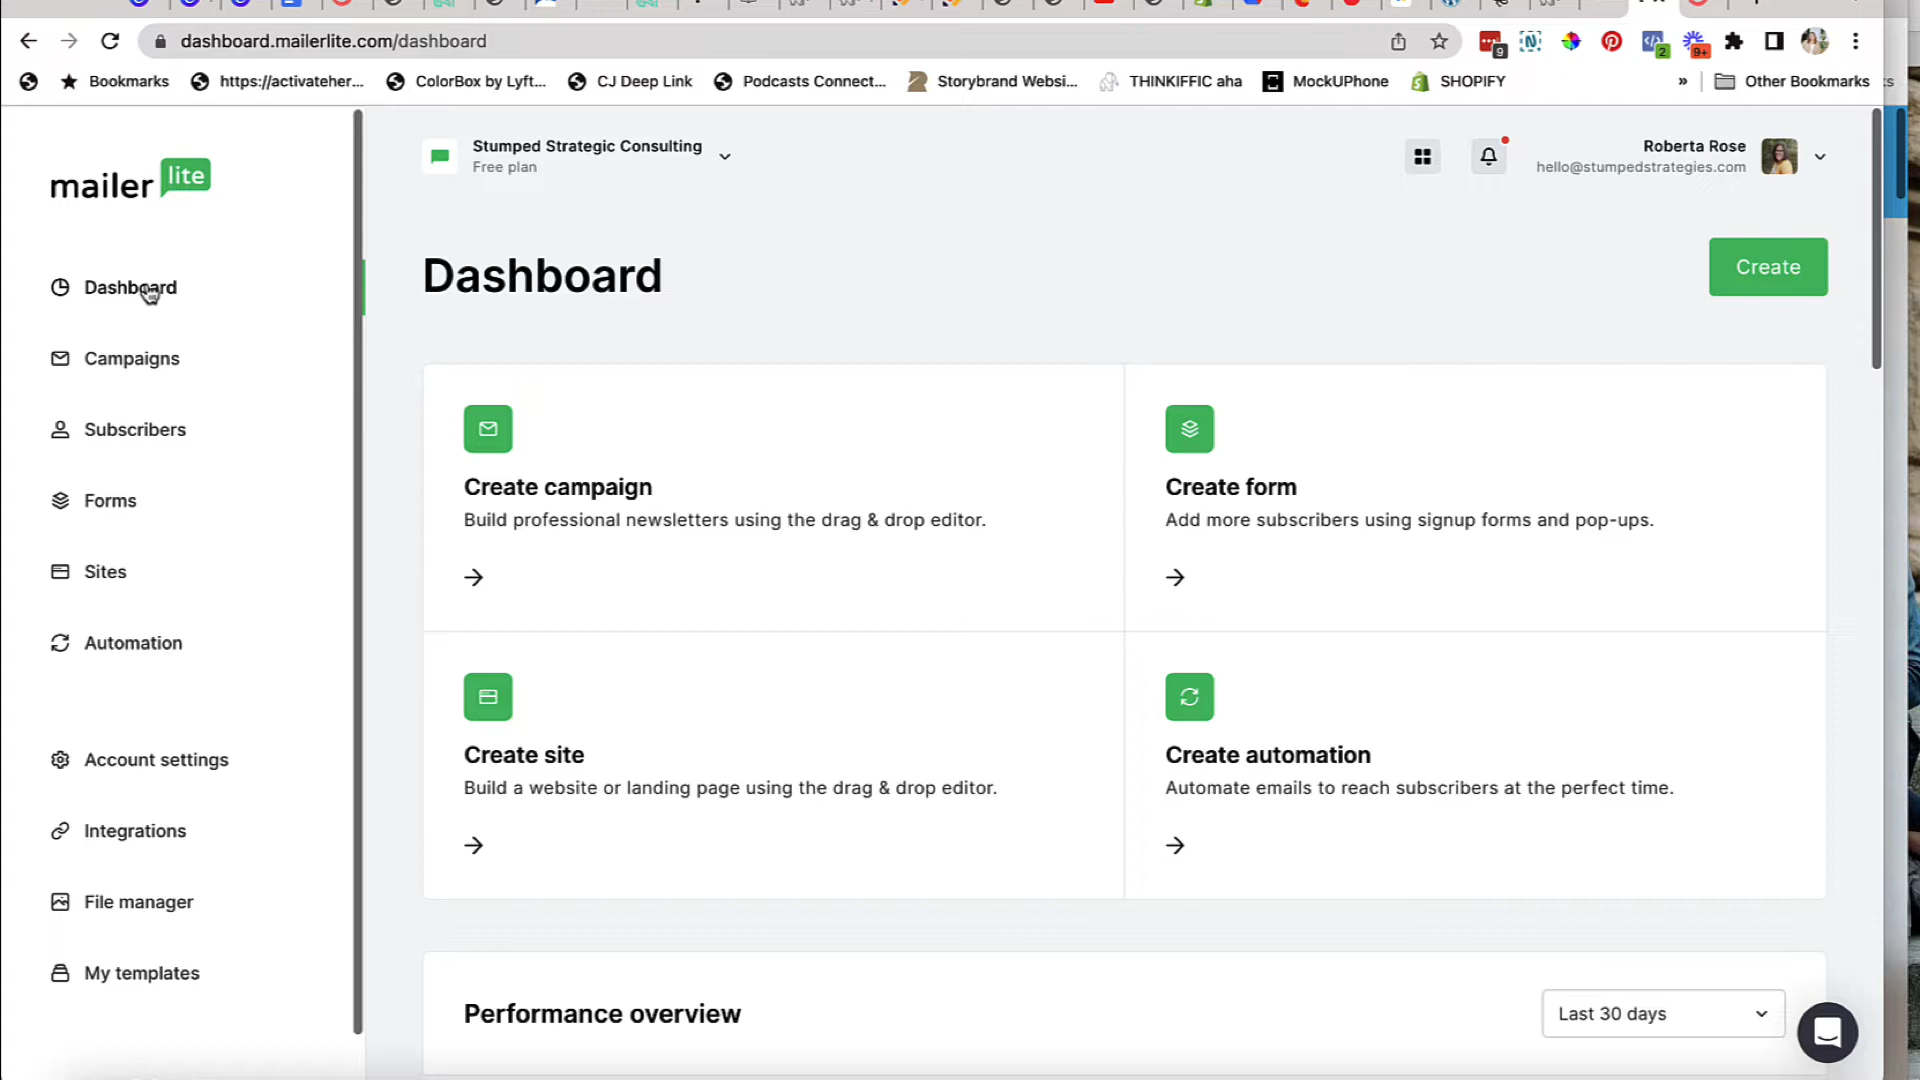 dashboard.mailerlite.com/dashboard
9
2
9+
Bookmarks
https://activateher...
ColorBox by Lyft...
CJ Deep Link
Podcasts Connect...
Storybrand Websi...
THINKIFFIC aha
MockUPhone
SHOPIFY
»
Other Bookmarks
mailer lite
Dashboard
Campaigns
Subscribers
Forms
Sites
Automation
Account settings
Integrations
File manager
My templates
Stumped Strategic Consulting
Free plan
Roberta Rose
hello@stumpedstrategies.com
Dashboard
Create
Create campaign
Build professional newsletters using the drag & drop editor.
Create form
Add more subscribers using signup forms and pop-ups.
Create site
Build a website or landing page using the drag & drop editor.
Create automation
Automate emails to reach subscribers at the perfect time.
Performance overview
Last 30 days